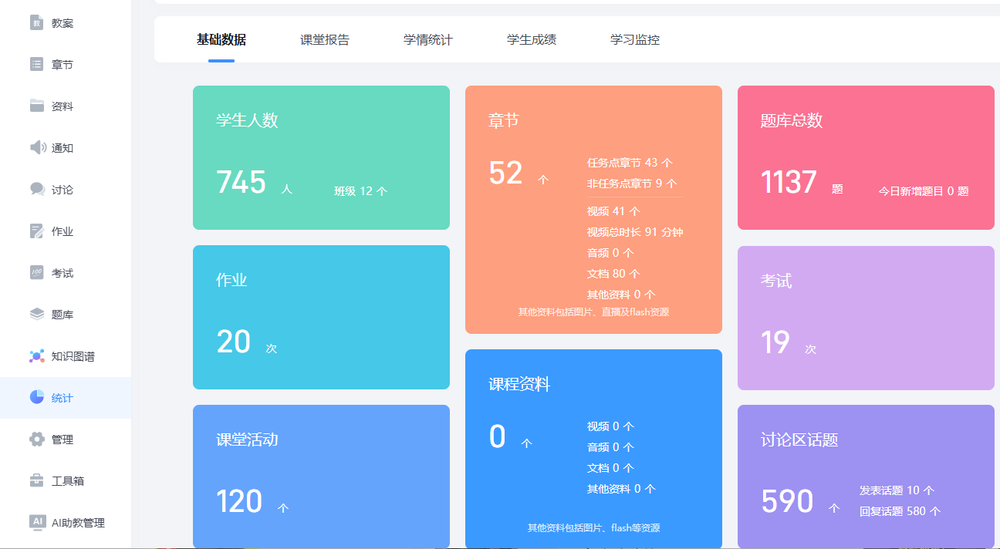 教案
章节
资料
通知
讨论
作业
考试
题库
知识图谱
统计
管理
工具箱
AI助教管理
基础数据 课堂报告 学情统计 学生成绩 学习监控
学生人数
745 人 班级 12 个
作业
20 次
课堂活动
120 个
章节
52 个
任务点章节 43 个
非任务点章节 9 个
视频 41 个
视频总时长 91 分钟
音频 0 个
文档 80 个
其他资料 0 个
其他资料包括图片、直播及flash资源
课程资料
0 个
视频 0 个
音频 0 个
文档 0 个
其他资料 0 个
其他资料包括图片、flash等资源
题库总数
1137 题 今日新增题目 0 题
考试
19 次
讨论区话题
590 个
发表话题 10 个
回复话题 580 个